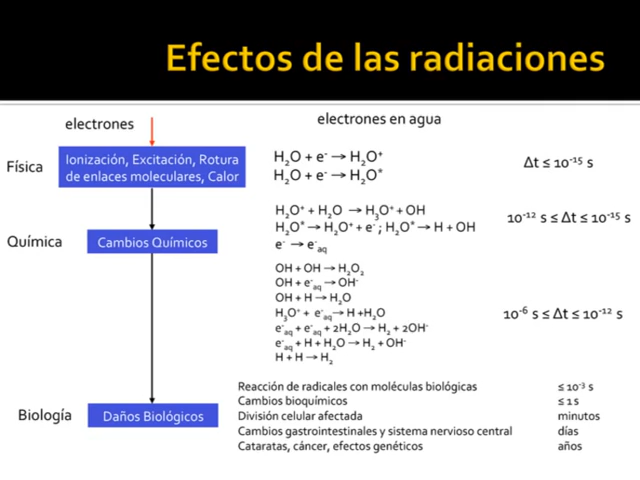 Efectos de las radiaciones
electrones
electrones en agua
Física
Ionización, Excitación, Rotura
de enlaces moleculares, Calor
H₂O + e⁻ → H₂O⁺
H₂O + e⁻ → H₂O*
Δt ≤ 10⁻¹⁵ s
H₂O⁺ + H₂O → H₃O⁺ + OH
H₂O* → H₂O⁺ + e⁻ ; H₂O* → H + OH
e⁻ → e⁻aq
10⁻¹² s ≤ Δt ≤ 10⁻¹⁵ s
Química
Cambios Químicos
OH + OH → H₂O₂
OH + e⁻aq → OH⁻
OH + H → H₂O
H₃O⁺ + e⁻aq → H + H₂O
e⁻aq + e⁻aq + 2H₂O → H₂ + 2OH⁻
e⁻aq + H + H₂O → H₂ + OH⁻
H + H → H₂
10⁻⁶ s ≤ Δt ≤ 10⁻¹² s
Biología
Daños Biológicos
Reacción de radicales con moléculas biológicas ≤ 10⁻³ s
Cambios bioquímicos ≤ 1 s
División celular afectada minutos
Cambios gastrointestinales y sistema nervioso central días
Cataratas, cáncer, efectos genéticos años